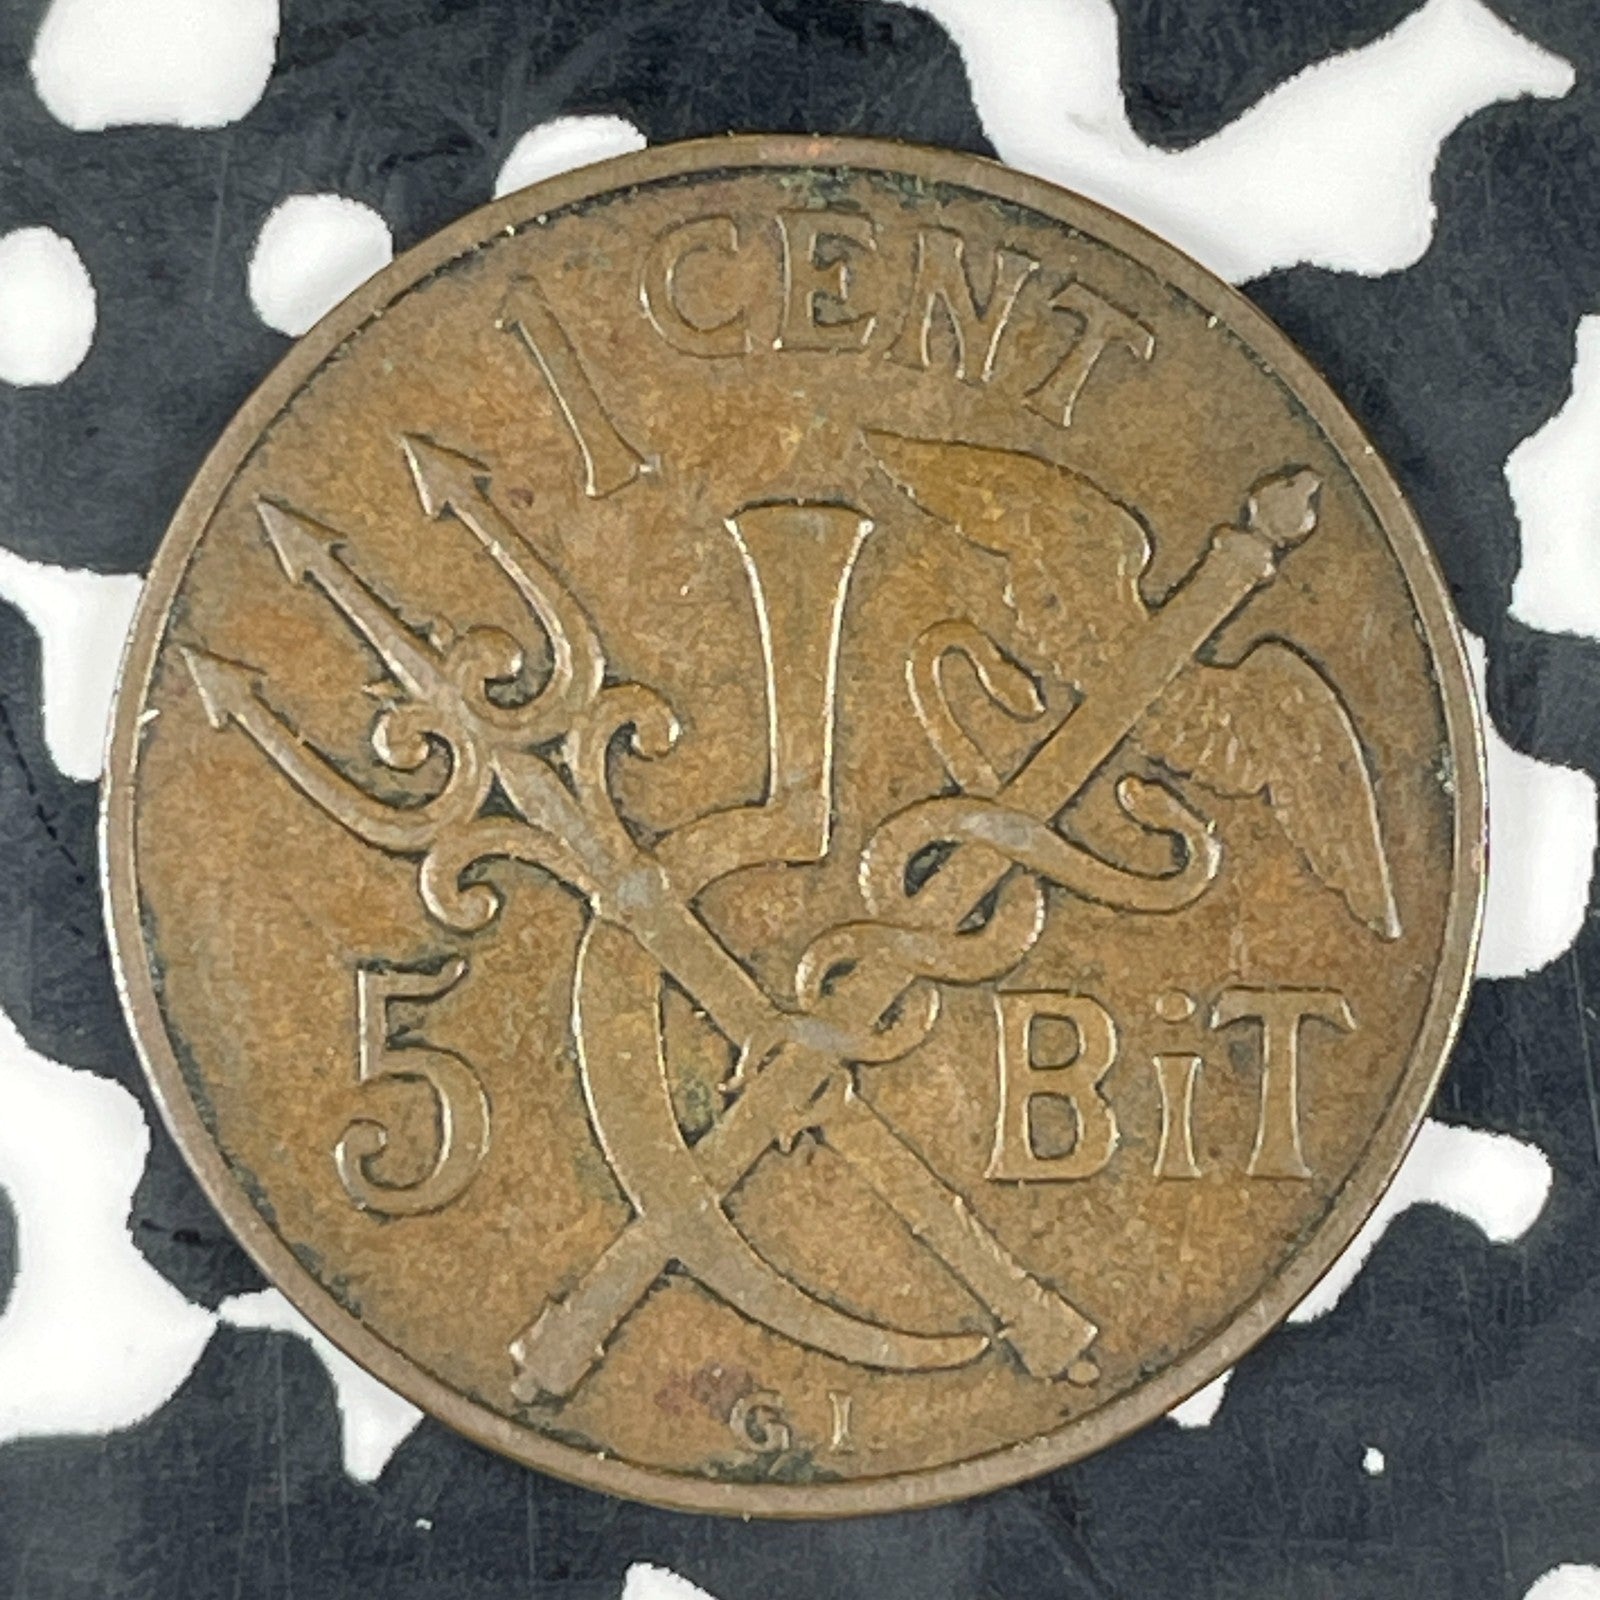 1 CENT
5 BiT
G I.